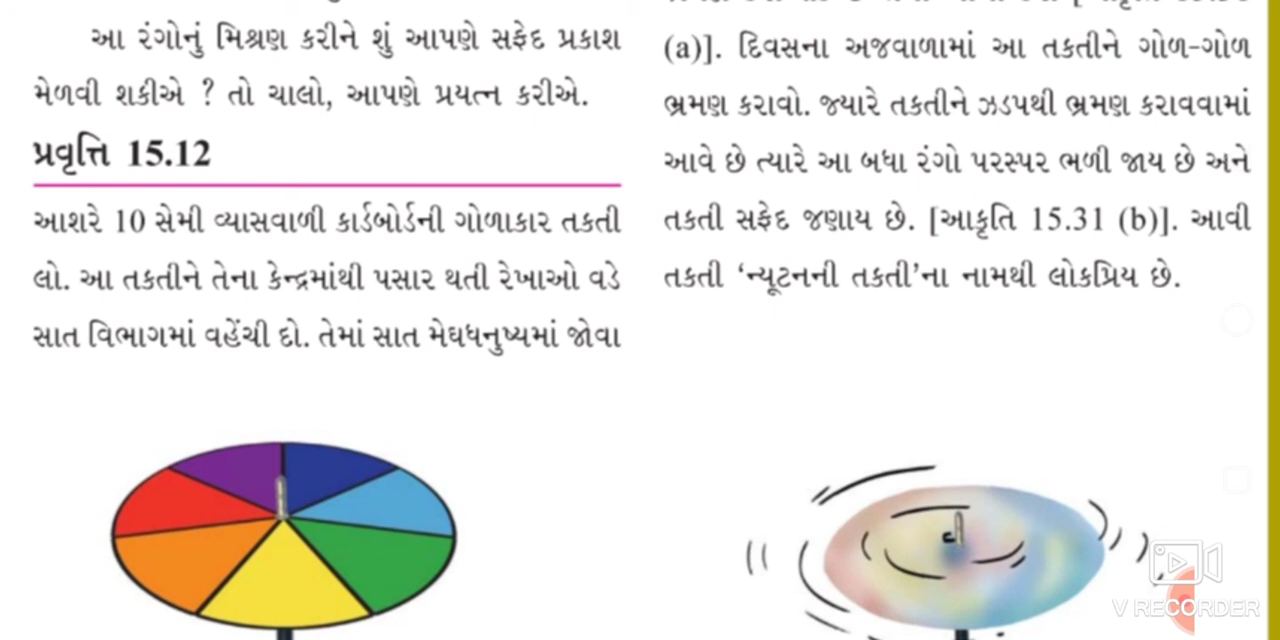 આ રંગોનું મિશ્રણ કરીને શું આપણે સફેદ પ્રકાશ
મેળવી શકીએ ? તો ચાલો, આપણે પ્રયત્ન કરીએ.
પ્રવૃત્તિ 15.12
આશરે 10 સેમી વ્યાસવાળી કાર્ડબોર્ડની ગોળાકાર તકતી
લો. આ તકતીને તેના કેન્દ્રમાંથી પસાર થતી રેખાઓ વડે
સાત વિભાગમાં વહેંચી દો. તેમાં સાત મેઘધનુષ્યમાં જોવા
(a)]. દિવસના અજવાળામાં આ તકતીને ગોળ-ગોળ
ભ્રમણ કરાવો. જ્યારે તકતીને ઝડપથી ભ્રમણ કરાવવામાં
આવે છે ત્યારે આ બધા રંગો પરસ્પર ભળી જાય છે અને
તકતી સફેદ જણાય છે. [આકૃતિ 15.31 (b)]. આવી
તકતી ‘ન્યૂટનની તકતી’ના નામથી લોકપ્રિય છે.
V RECORDER